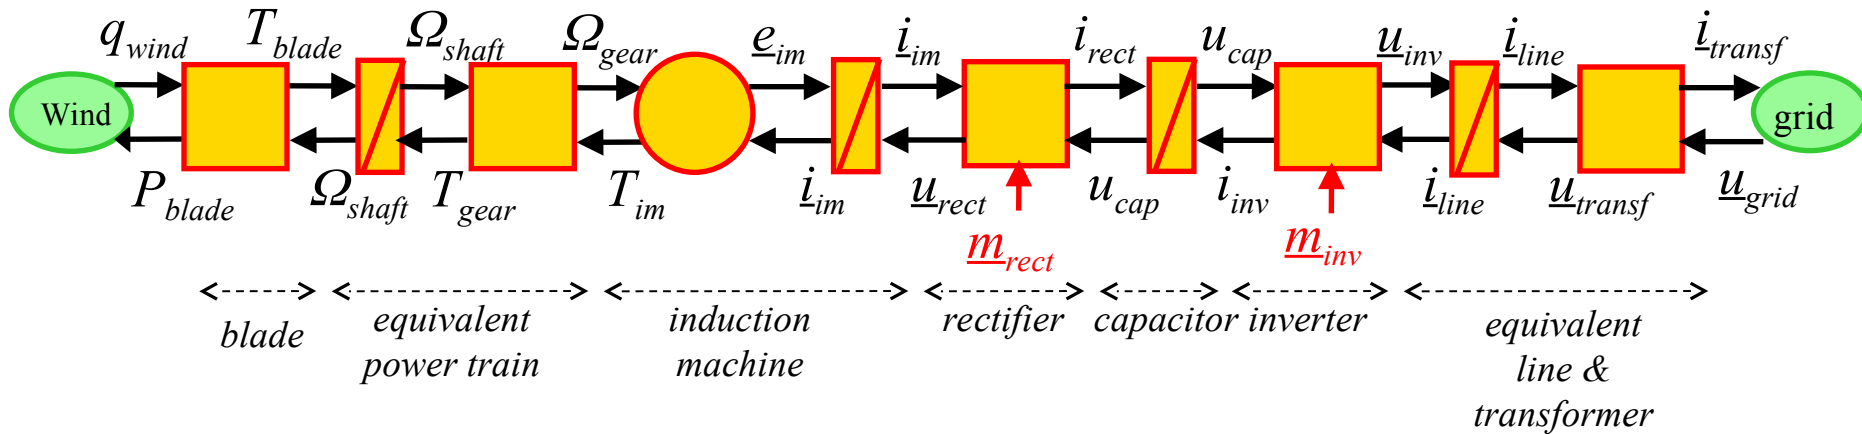 q_wind T_blade Ω_shaft Ω_gear e_im i_im i_rect u_cap u_inv i_line i_transf
Wind grid
P_blade Ω_shaft T_gear T_im i_im u_rect u_cap i_inv i_line u_transf u_grid
m_rect m_inv
blade equivalent induction rectifier capacitor inverter equivalent
power train machine line &
transformer